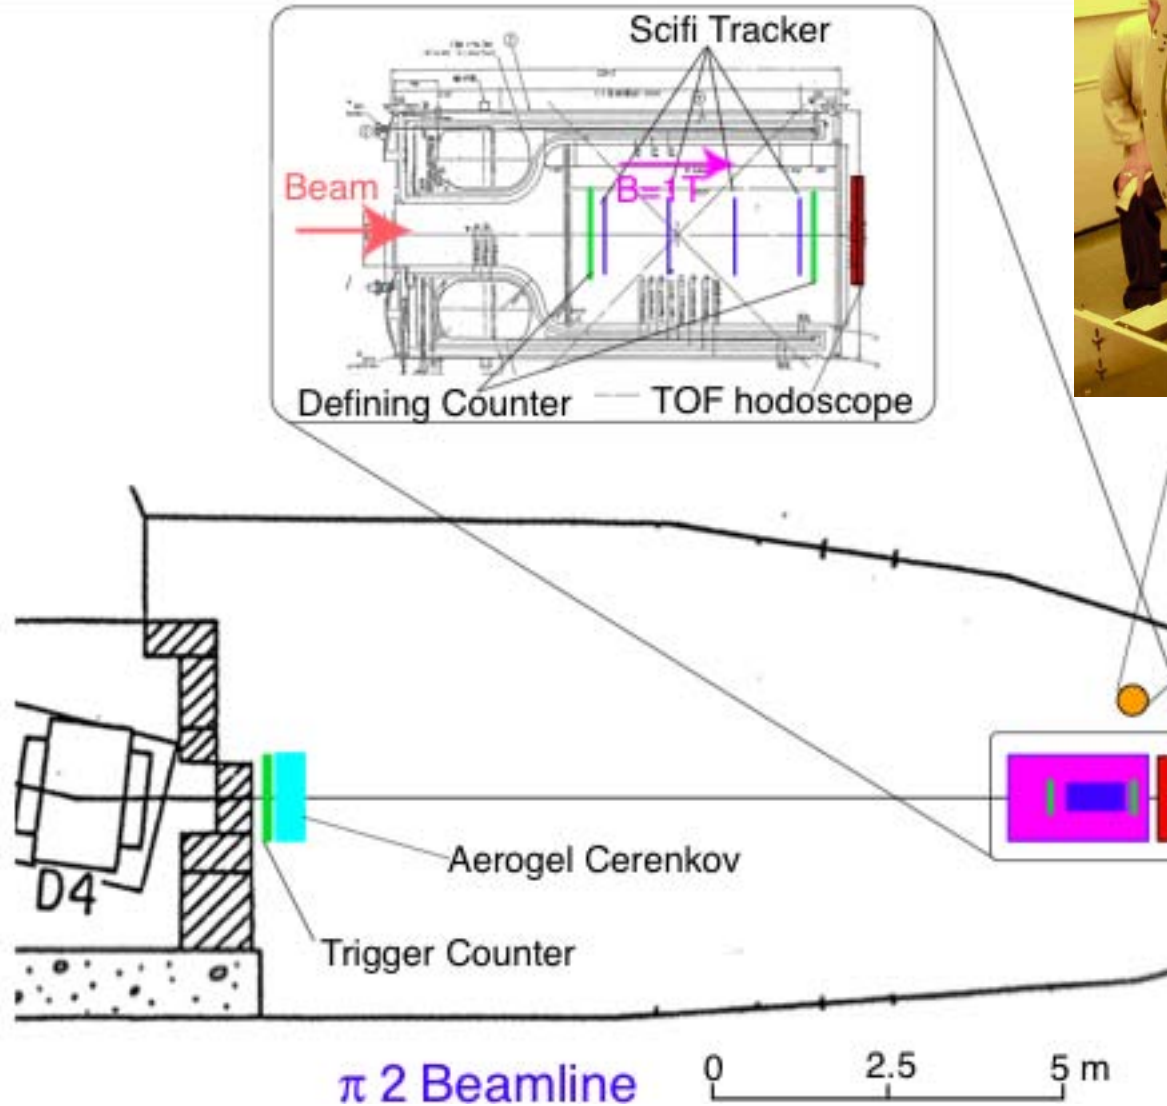 Scifi Tracker
B=1T
Beam
Defining Counter
TOF hodoscope
D4
Aerogel Cerenkov
Trigger Counter
π 2 Beamline
0 2.5 5 m